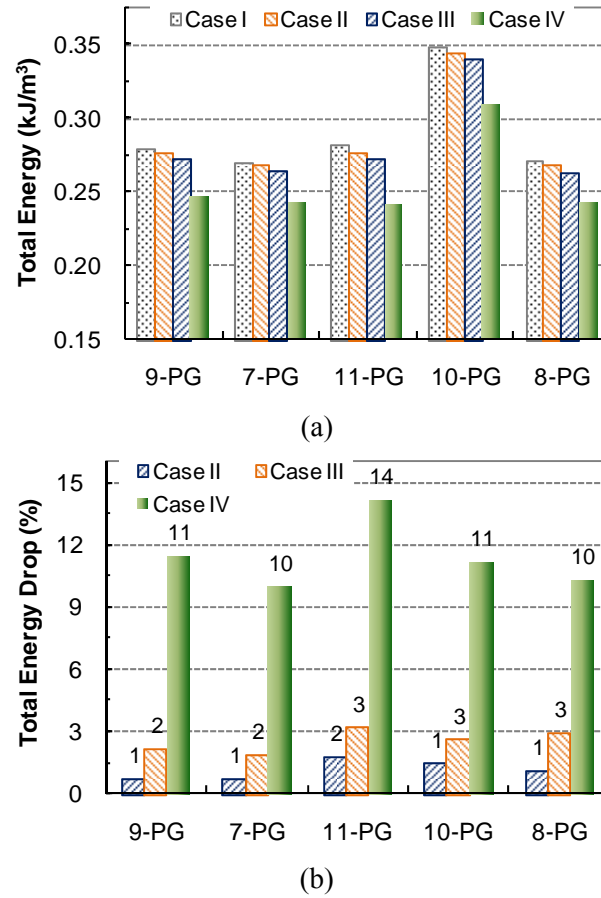 Case I Case II Case III Case IV
Total Energy (kJ/m³)
0.35
0.30
0.25
0.20
0.15
9-PG 7-PG 11-PG 10-PG 8-PG
(a)
Case II Case III
Case IV
Total Energy Drop (%)
15
12
9
6
3
0
11 10 14 11 10
1 2 1 2 2 3 1 3 1 3
9-PG 7-PG 11-PG 10-PG 8-PG
(b)